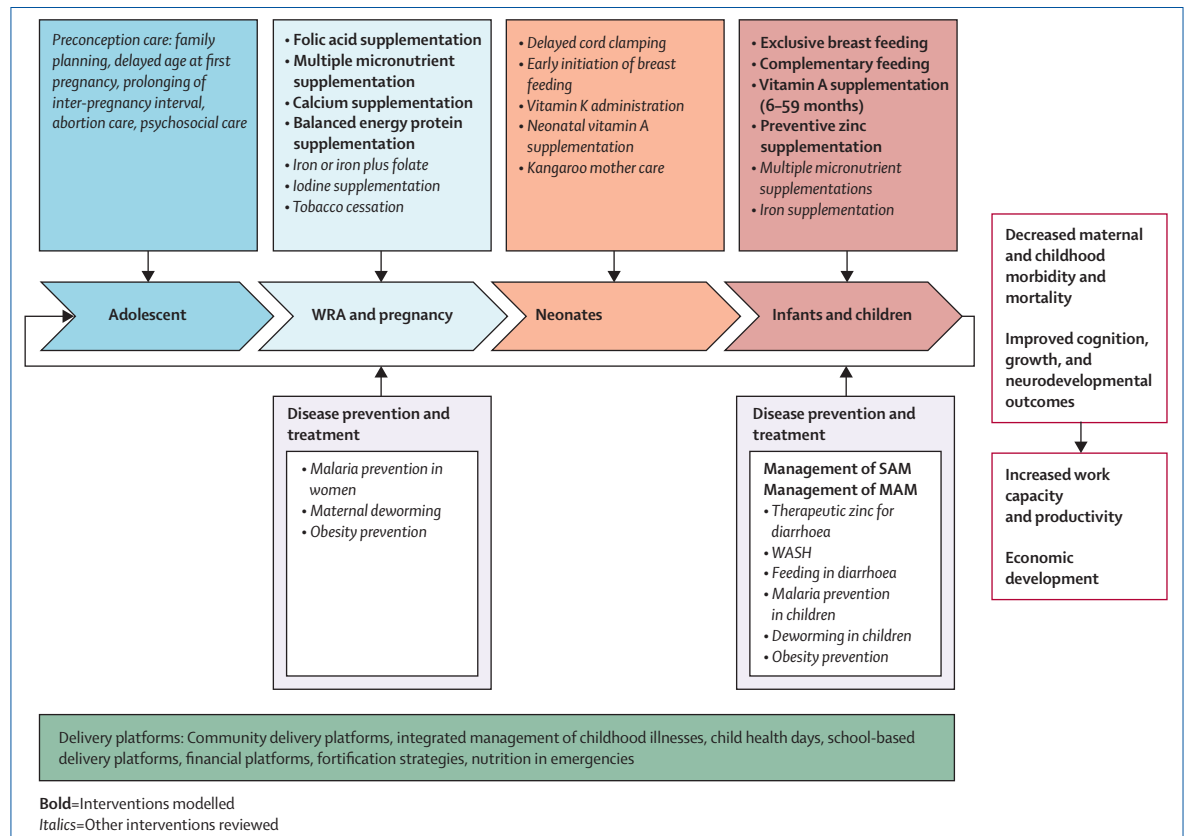 Preconception care: family
planning, delayed age at first
pregnancy, prolonging of
inter-pregnancy interval,
abortion care, psychosocial care
• Folic acid supplementation
• Multiple micronutrient
supplementation
• Calcium supplementation
• Balanced energy protein
supplementation
• Iron or iron plus folate
• Iodine supplementation
• Tobacco cessation
• Delayed cord clamping
• Early initiation of breast
feeding
• Vitamin K administration
• Neonatal vitamin A
supplementation
• Kangaroo mother care
• Exclusive breast feeding
• Complementary feeding
• Vitamin A supplementation
(6–59 months)
• Preventive zinc
supplementation
• Multiple micronutrient
supplementations
• Iron supplementation
Adolescent
WRA and pregnancy
Neonates
Infants and children
Disease prevention and
treatment
• Malaria prevention in
women
• Maternal deworming
• Obesity prevention
Disease prevention and
treatment
Management of SAM
Management of MAM
• Therapeutic zinc for
diarrhoea
• WASH
• Feeding in diarrhoea
• Malaria prevention
in children
• Deworming in children
• Obesity prevention
Decreased maternal
and childhood
morbidity and
mortality
Improved cognition,
growth, and
neurodevelopmental
outcomes
Increased work
capacity
and productivity
Economic
development
Delivery platforms: Community delivery platforms, integrated management of childhood illnesses, child health days, school-based
delivery platforms, financial platforms, fortification strategies, nutrition in emergencies
Bold=Interventions modelled
Italics=Other interventions reviewed